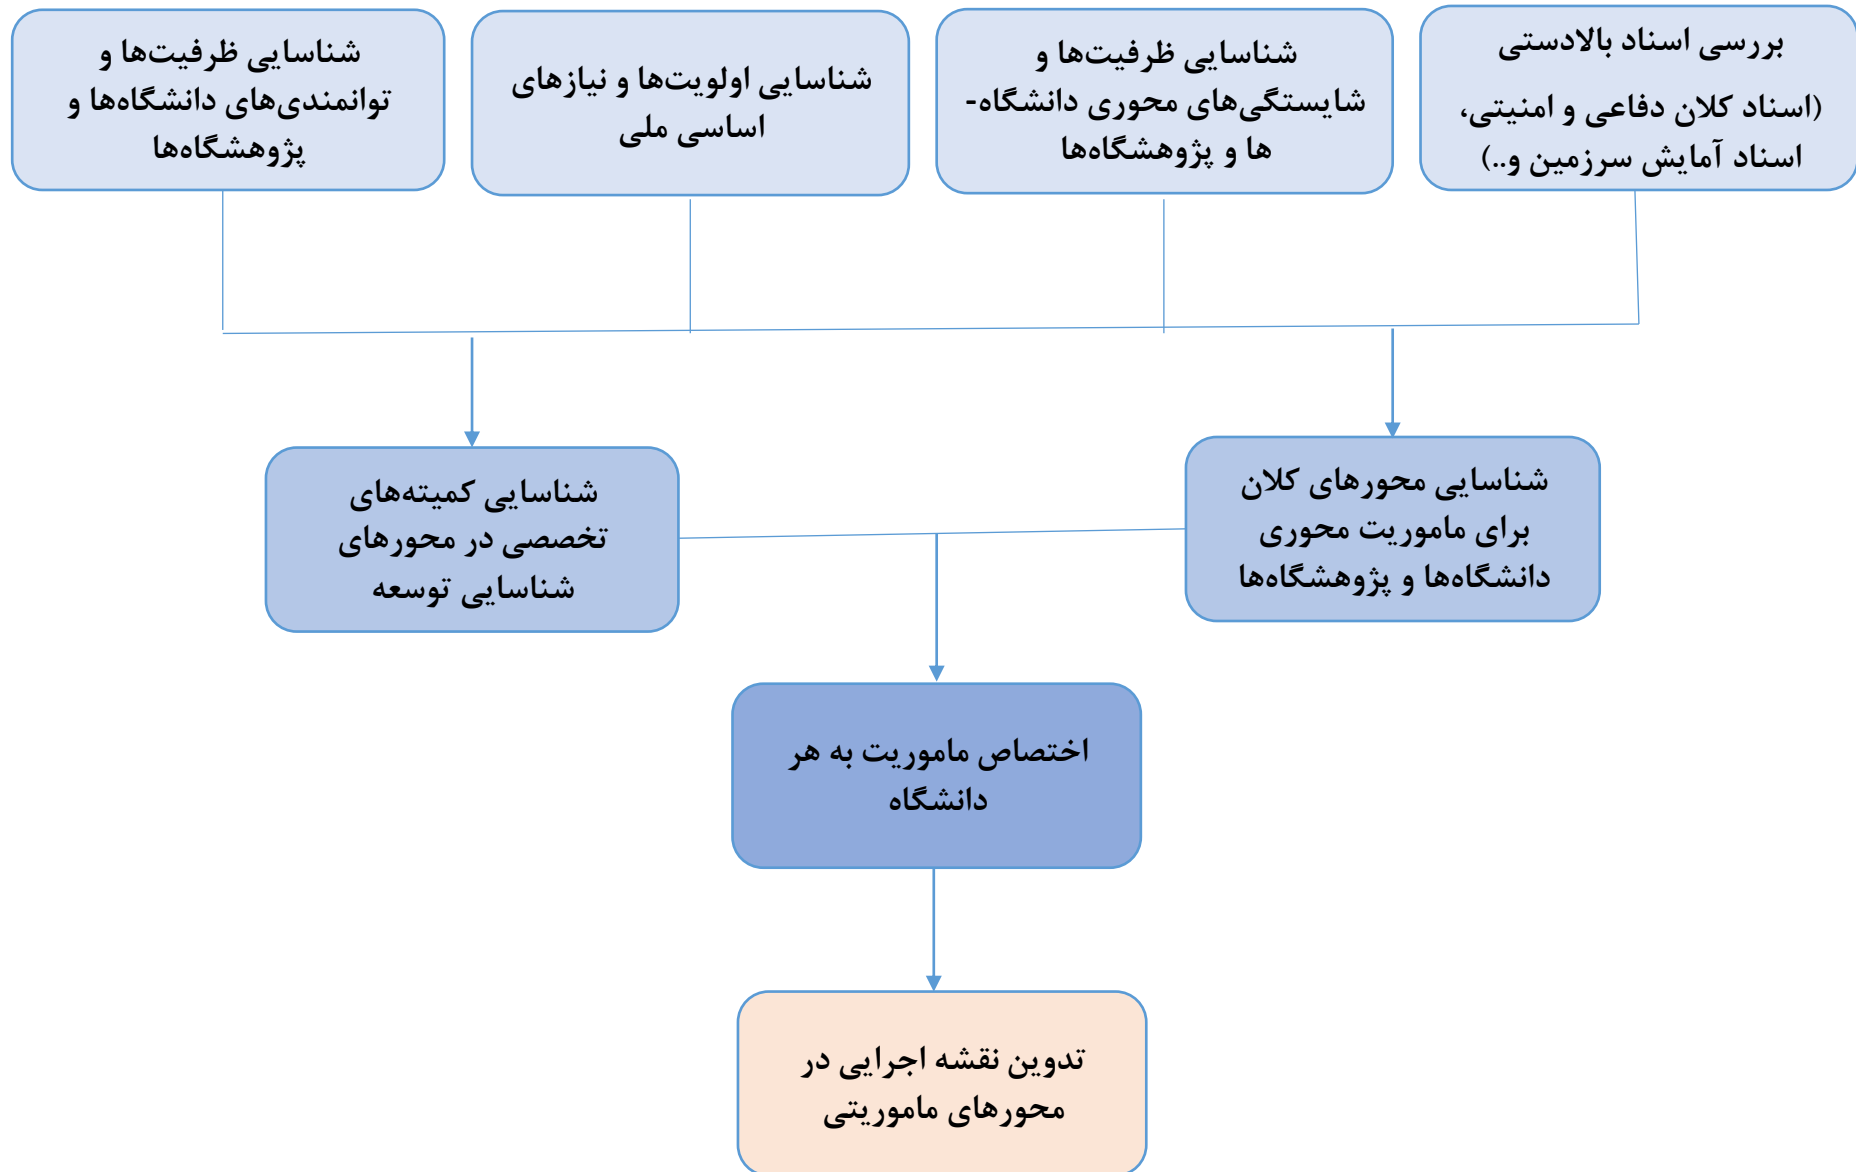 بررسی اسناد بالادستی
(اسناد کلان دفاعی و امنیتی،
اسناد آمایش سرزمین و..)
شناسایی ظرفیت‌ها و
شایستگی‌های محوری دانشگاه-
ها و پژوهشگاه‌ها
شناسایی اولویت‌ها و نیازهای
اساسی ملی
شناسایی ظرفیت‌ها و
توانمندی‌های دانشگاه‌ها و
پژوهشگاه‌ها
شناسایی محورهای کلان
برای ماموریت محوری
دانشگاه‌ها و پژوهشگاه‌ها
شناسایی کمیته‌های
تخصصی در محورهای
شناسایی توسعه
اختصاص ماموریت به هر
دانشگاه
تدوین نقشه اجرایی در
محورهای ماموریتی